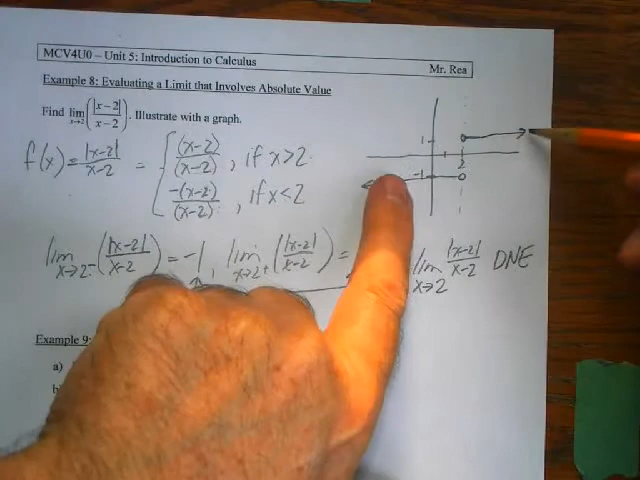 MCV4U0 – Unit 5: Introduction to Calculus Mr. Rea
Example 8: Evaluating a Limit that Involves Absolute Value
Find lim x→2 (|x−2| / x−2). Illustrate with a graph.
f(x) = |x−2| / x−2 = { (x−2) / (x−2) , if x>2
−(x−2) / (x−2) , if x<2
1
2
−1
lim x→2⁻ (|x−2| / x−2) = −1, lim x→2⁺ (|x−2| / x−2) = lim x→2 |x−2| / x−2 DNE
Example 9:
a)
b)